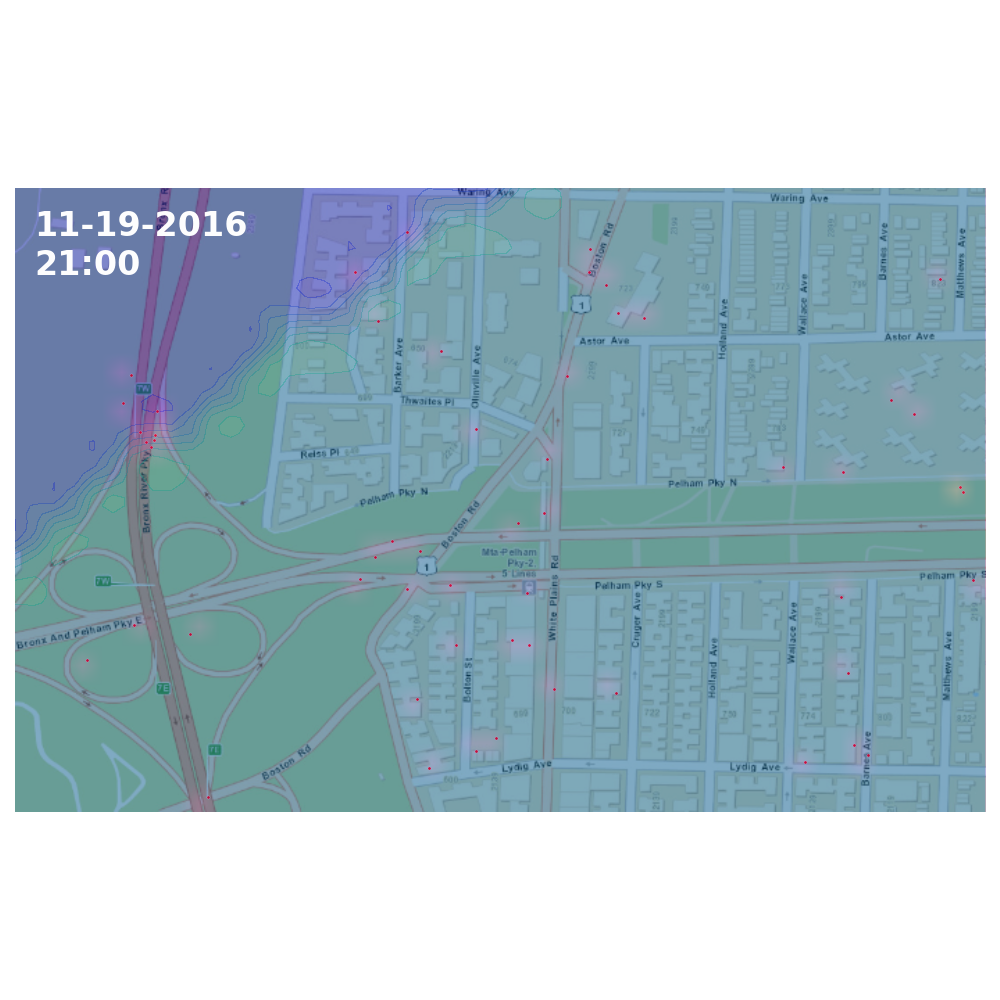 11-19-2016
21:00
Waring Ave
Waring Ave
Boston Rd
Barnes Ave
Matthews Ave
Wallace Ave
Holland Ave
1
Astor Ave
Astor Ave
Barker Ave
Olinville Ave
7W
Thwaites Pl
Reiss Pl
Bronx River Pky
Pelham Pky N
Pelham Pky N
Boston Rd
Mta-Pelham
Pky-2,
5 Lines
1
7W
Pelham Pky S
Pelham Pky S
White Plains Rd
Cruger Ave
Bronx And Pelham Pky E
Wallace Ave
Holland Ave
Matthews Ave
Bolton St
7E
7E
Boston Rd
Lydig Ave
Lydig Ave
Barnes Ave